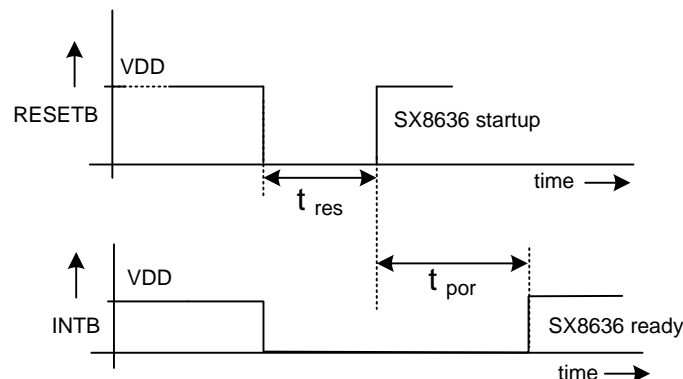 VDD
RESETB
SX8636 startup
time
t res
VDD
t por
INTB
SX8636 ready
time